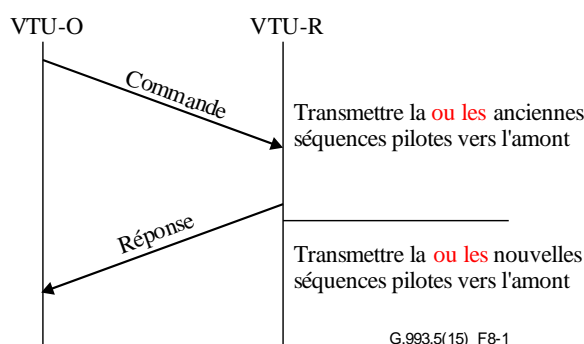 VTU-O
VTU-R
Commande
Transmettre la ou les anciennes
séquences pilotes vers l'amont
Réponse
Transmettre la ou les nouvelles
séquences pilotes vers l'amont
G.993.5(15)_F8-1